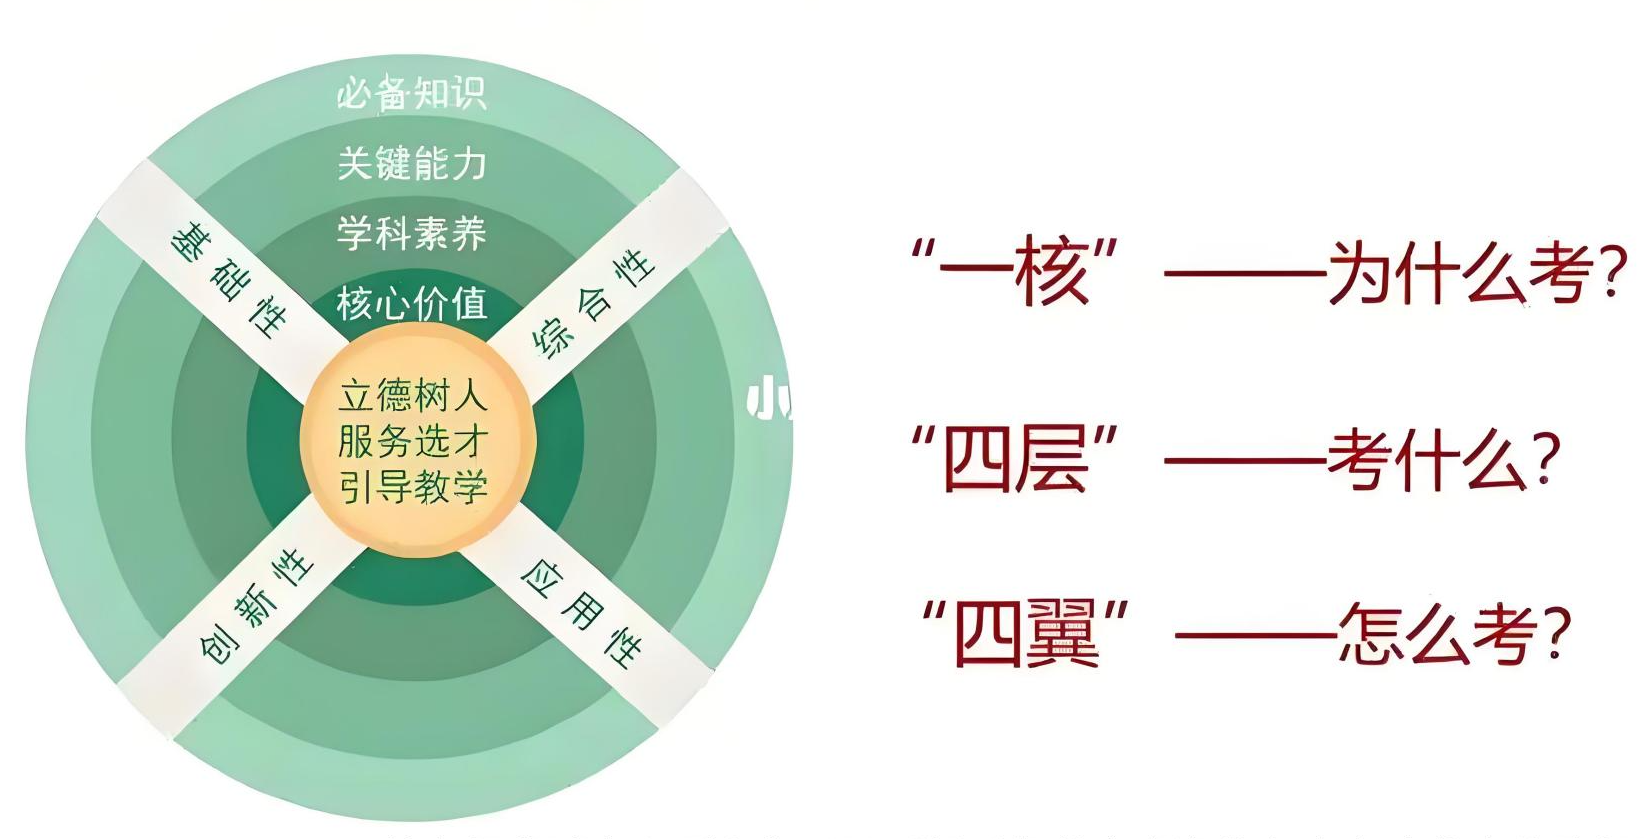 必备知识
关键能力
学科素养
核心价值
基础性
综合性
立德树人
服务选才
引导教学
创新性
应用性
小
“一核” ——为什么考?
“四层” ——考什么?
“四翼” ——怎么考?